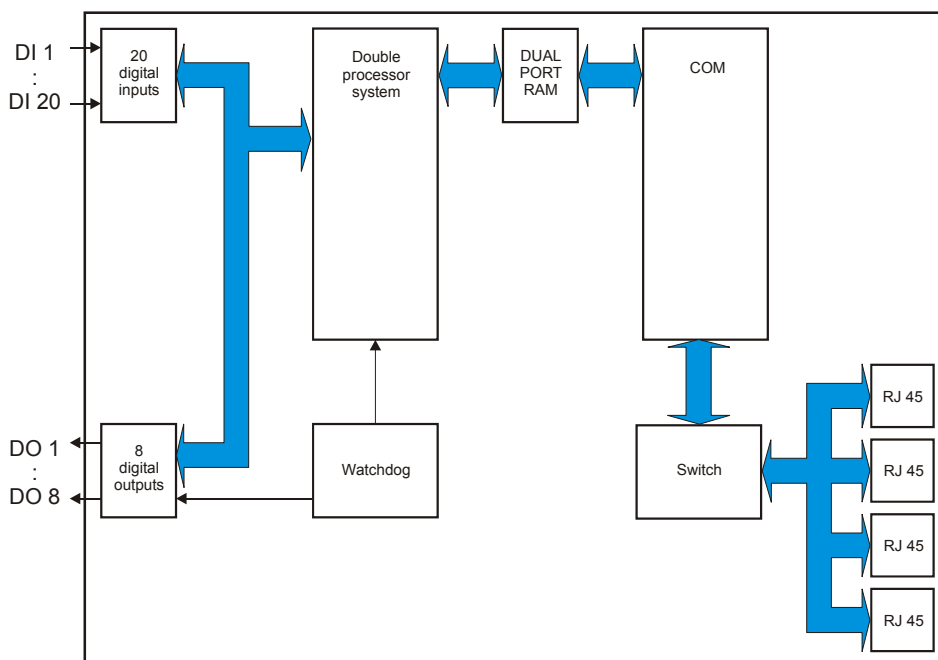 DI 1
:
DI 20
20
digital
inputs
Double
processor
system
DUAL
PORT
RAM
COM
DO 1
:
DO 8
8
digital
outputs
Watchdog
Switch
RJ 45
RJ 45
RJ 45
RJ 45